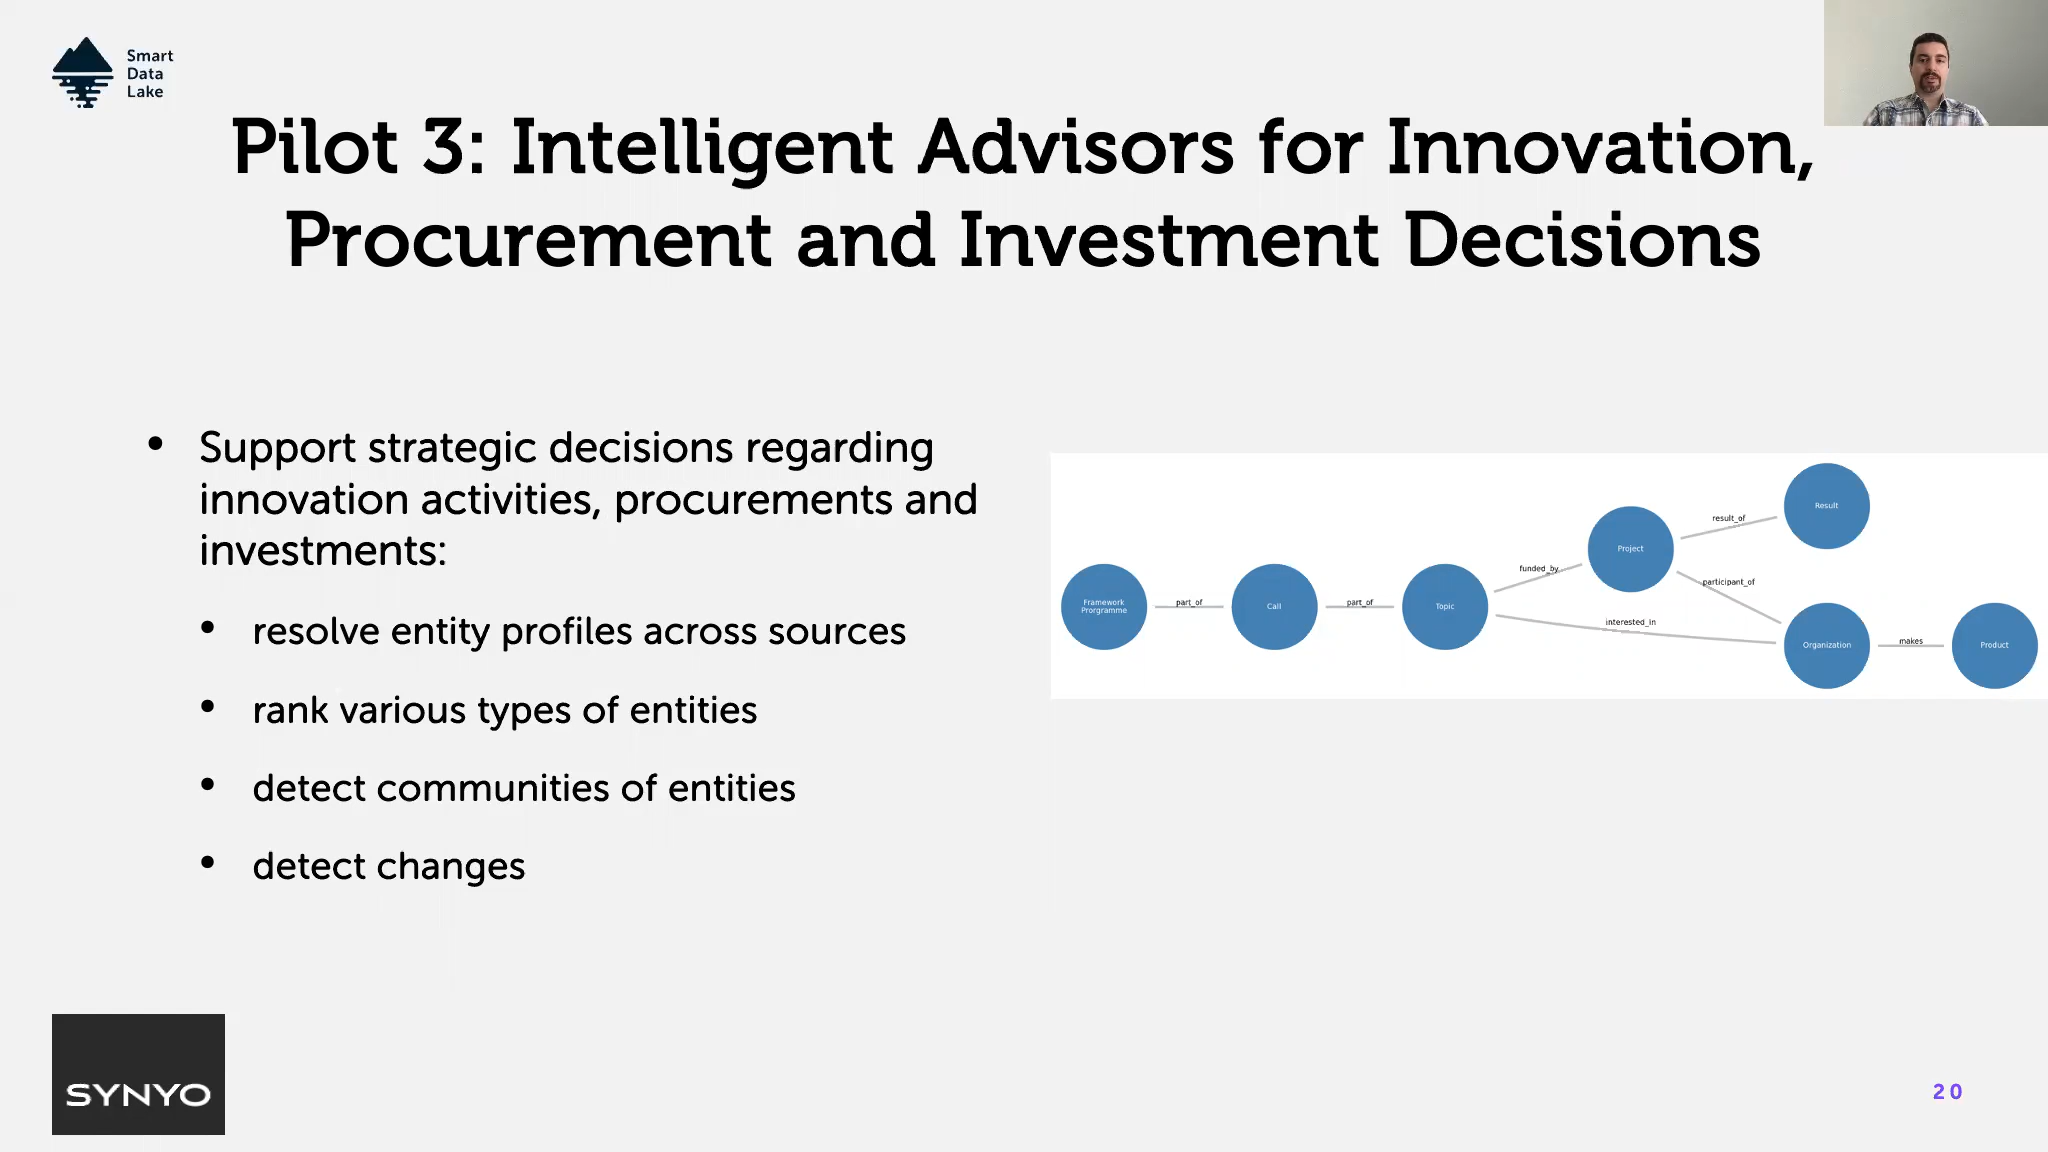 Smart
Data
Lake
Pilot 3: Intelligent Advisors for Innovation,
Procurement and Investment Decisions
• Support strategic decisions regarding
innovation activities, procurements and
investments:
• resolve entity profiles across sources
• rank various types of entities
• detect communities of entities
• detect changes
Framework
Prorgramme
part_of
Call
part_of
Topic
funded_by
Project
result_of
Result
participant_of
interested_in
Organization
makes
Product
SYNYO
20